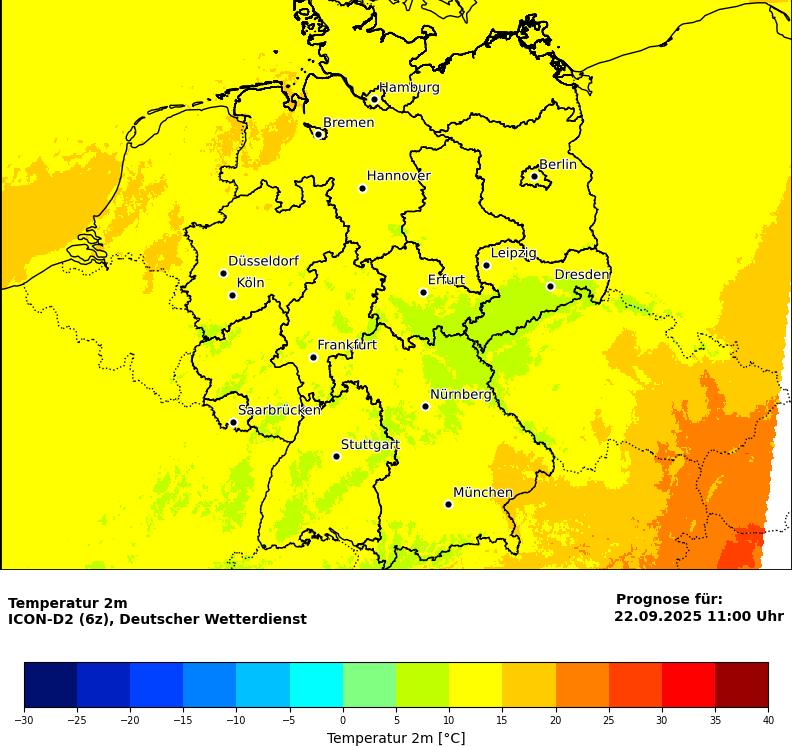 Hamburg
Bremen
Berlin
Hannover
Leipzig
Düsseldorf
Dresden
Köln
Erfurt
Frankfurt
Nürnberg
Saarbrücken
Stuttgart
München
Temperatur 2m
ICON-D2 (6z), Deutscher Wetterdienst
Prognose für:
22.09.2025 11:00 Uhr
−30 −25 −20 −15 −10 −5 0 5 10 15 20 25 30 35 40
Temperatur 2m [°C]